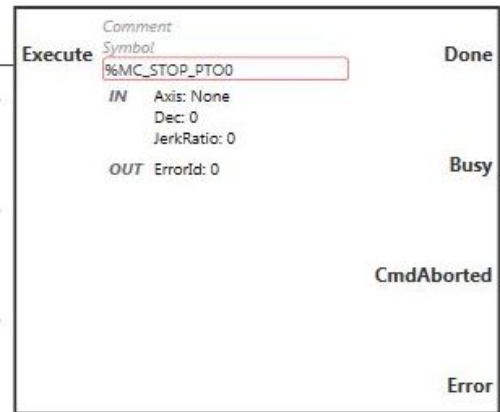 Comment
Execute Symbol Done
%MC_STOP_PTO0
IN Axis: None
Dec: 0
JerkRatio: 0
OUT ErrorId: 0 Busy
CmdAborted
Error